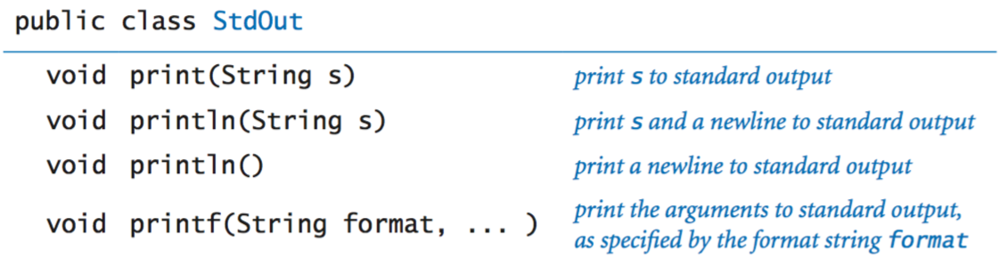 public class StdOut
void print(String s) print s to standard output
void println(String s) print s and a newline to standard output
void println() print a newline to standard output
void printf(String format, ... ) print the arguments to standard output,
as specified by the format string format